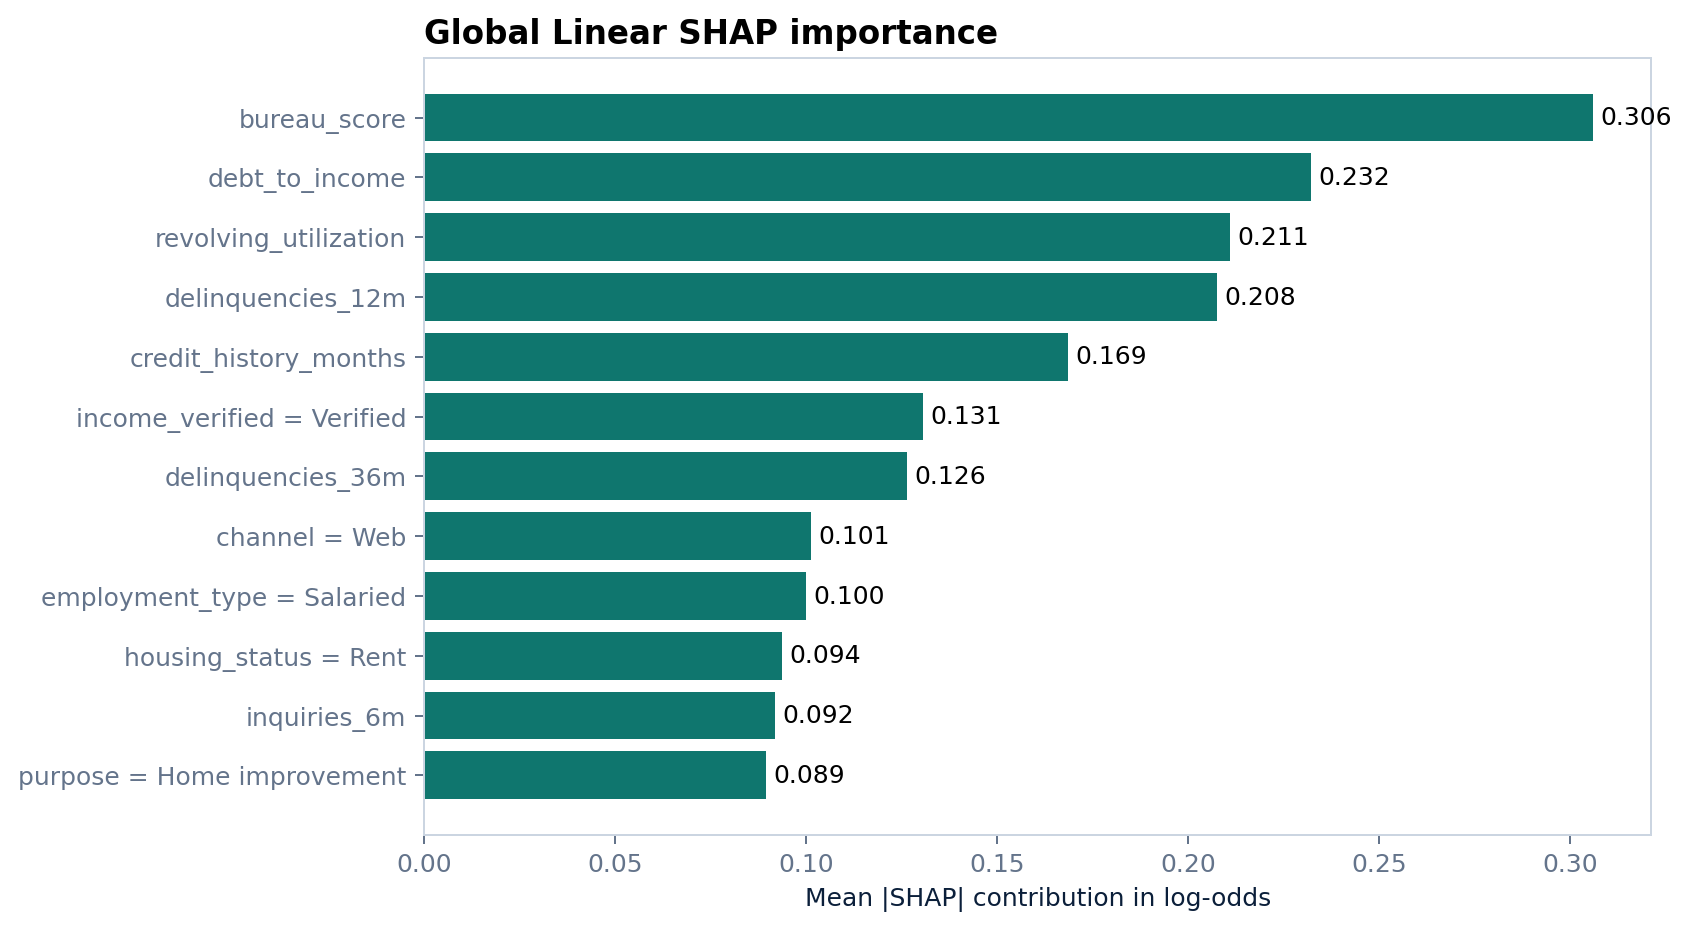 Global Linear SHAP importance
bureau_score 0.306
debt_to_income 0.232
revolving_utilization 0.211
delinquencies_12m 0.208
credit_history_months 0.169
income_verified = Verified 0.131
delinquencies_36m 0.126
channel = Web 0.101
employment_type = Salaried 0.100
housing_status = Rent 0.094
inquiries_6m 0.092
purpose = Home improvement 0.089
0.00 0.05 0.10 0.15 0.20 0.25 0.30
Mean |SHAP| contribution in log-odds